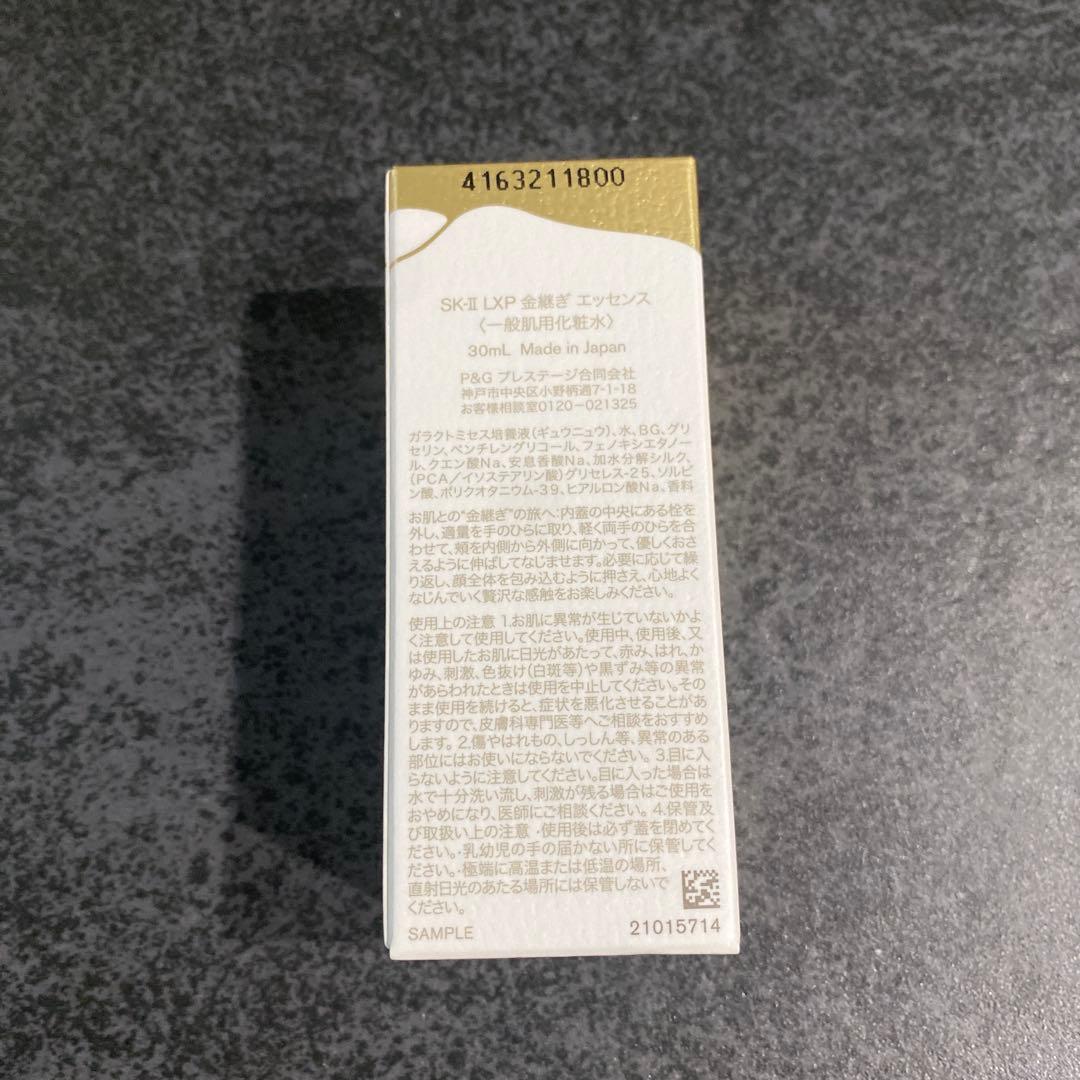 4163211800
SK-II LXP 金継ぎ エッセンス
〈一般肌用化粧水〉
30mL Made in Japan
P&G プレステージ合同会社
神戸市中央区小野柄通7-1-18
お客様相談室0120-021325
ガラクトミセス培養液(ギュウニュウ)、水、BG、グリ
セリン、ペンチレングリコール、フェノキシエタノー
ル、クエン酸Na、安息香酸Na、加水分解シルク、
(PCA/イソステアリン酸)グリセレス-25、ソルビ
ン酸、ポリクオタニウム-39、ヒアルロン酸Na、香料
お肌との“金継ぎ”の旅へ:内蓋の中央にある栓を
外し、適量を手のひらに取り、軽く両手のひらを合
わせて、頬を内側から外側に向かって、優しくおさ
えるように伸ばしてなじませます。必要に応じて繰
り返し、顔全体を包み込むように押さえ、心地よく
なじんでいく贅沢な感触をお楽しみください。
使用上の注意 1.お肌に異常が生じていないかよ
く注意して使用してください。使用中、使用後、又
は使用したお肌に日光があたって、赤み、はれ、か
ゆみ、刺激、色抜け(白斑等)や黒ずみ等の異常
があらわれたときは使用を中止してください。その
まま使用を続けると、症状を悪化させることがあ
りますので、皮膚科専門医等へご相談をおすすめ
します。 2.傷やはれもの、しっしん等、異常のある
部位にはお使いにならないでください。 3.目に入
らないように注意してください。目に入った場合は
水で十分洗い流し、刺激が残る場合はご使用を
おやめになり、医師にご相談ください。 4.保管及
び取扱い上の注意 ・使用後は必ず蓋を閉めてく
ださい。・乳幼児の手の届かない所に保管してく
ださい。・極端に高温または低温の場所、
直射日光のあたる場所には保管しないで
ください。
SAMPLE
21015714